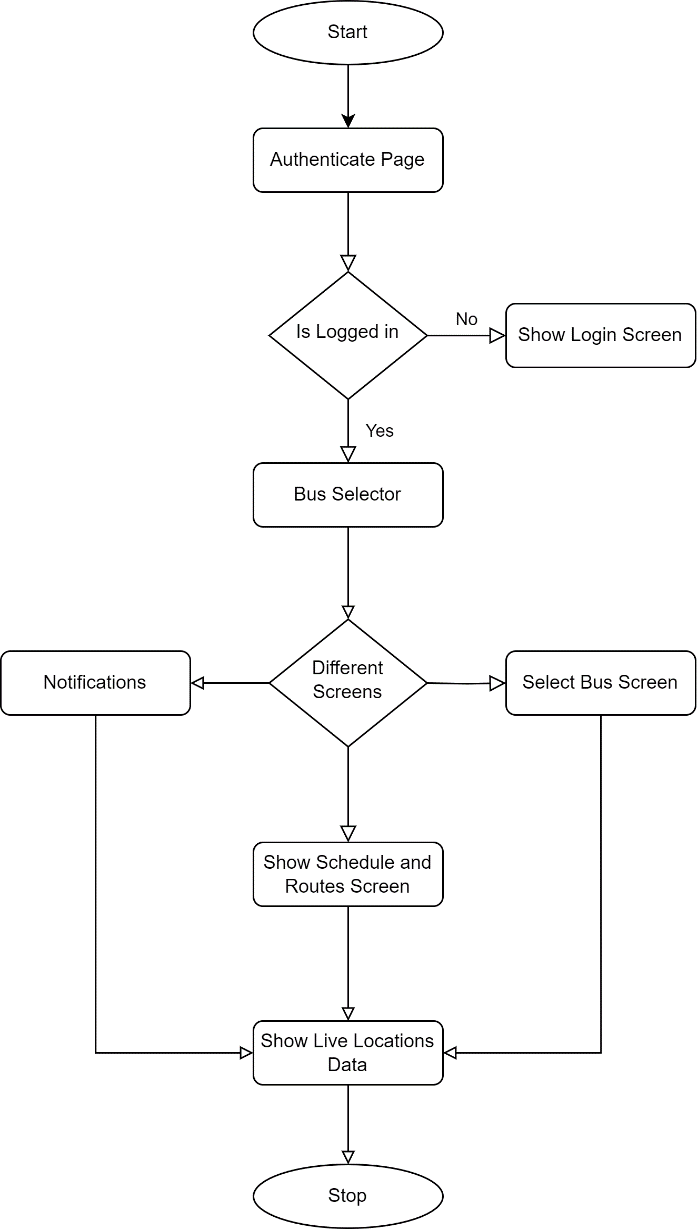 Start
Authenticate Page
Is Logged in
No
Show Login Screen
Yes
Bus Selector
Different
Screens
Notifications
Select Bus Screen
Show Schedule and
Routes Screen
Show Live Locations
Data
Stop